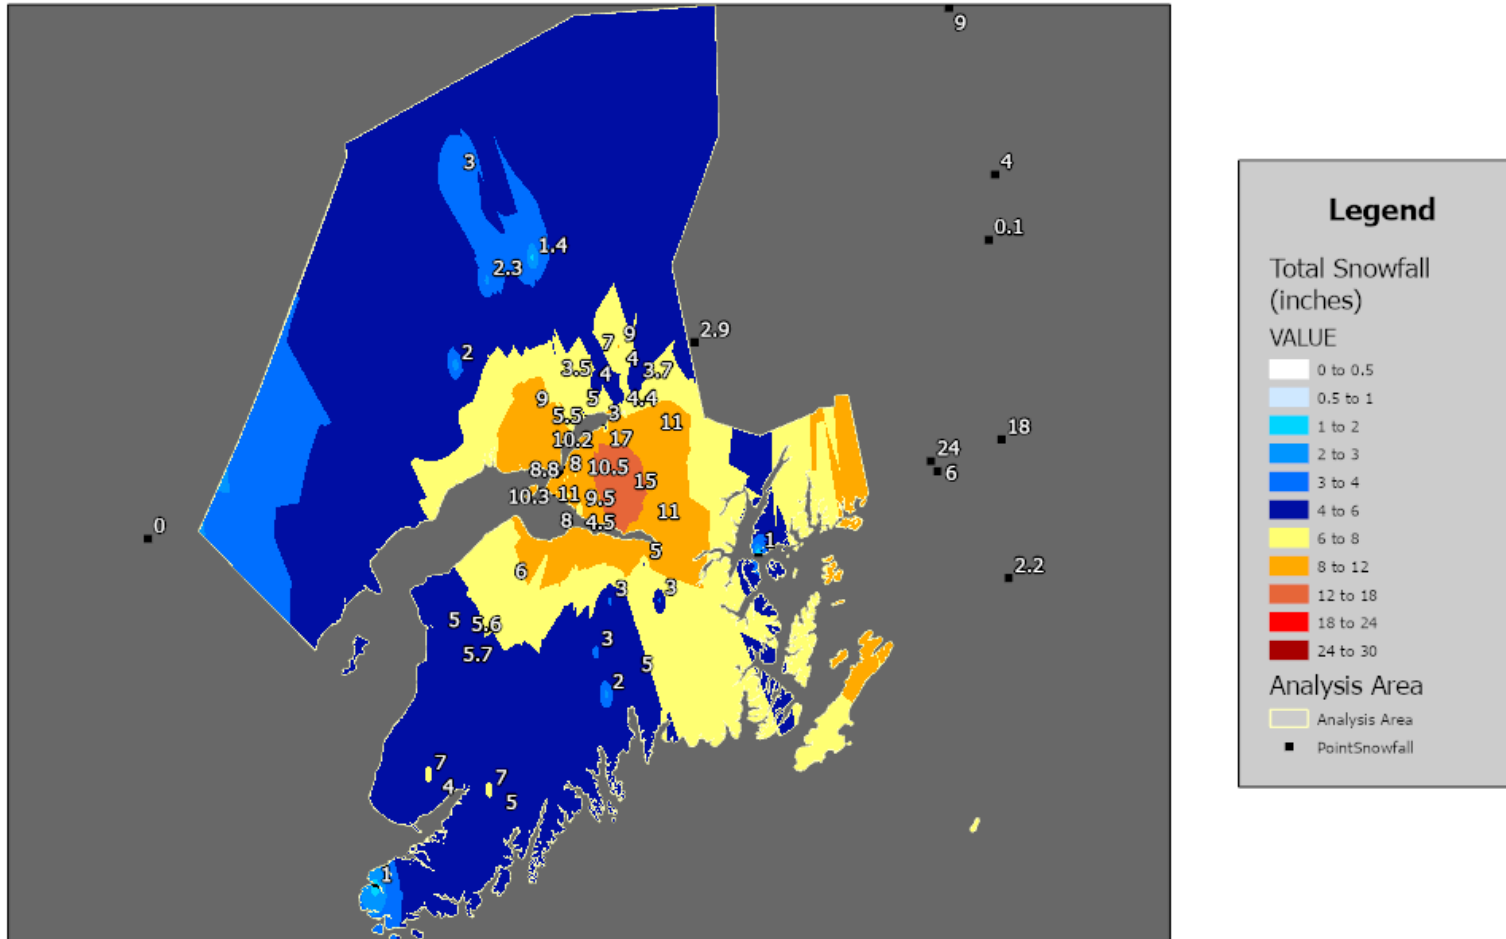 9
4
3
0.1
1.4
2.3
2.9
9
7
2
4
3.5
4
3.7
9
5
4.4
5.5
3
11
10.2
17
18
8
24
8.8
10.5
6
15
10.3
11
9.5
11
0
8
4.5
1
5
6
2.2
3
3
5
5.6
3
5.7
5
2
7
7
4
5
1
Legend
Total Snowfall
(inches)
VALUE
0 to 0.5
0.5 to 1
1 to 2
2 to 3
3 to 4
4 to 6
6 to 8
8 to 12
12 to 18
18 to 24
24 to 30
Analysis Area
Analysis Area
PointSnowfall